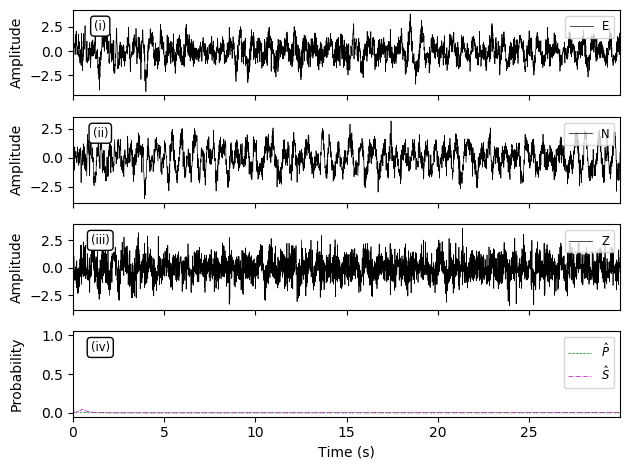 Amplitude
2.5
0.0
−2.5
(i)
E
Amplitude
2.5
0.0
−2.5
(ii)
N
Amplitude
2.5
0.0
−2.5
(iii)
Z
Probability
1.0
0.5
0.0
(iv)
P̂
Ŝ
0 5 10 15 20 25
Time (s)